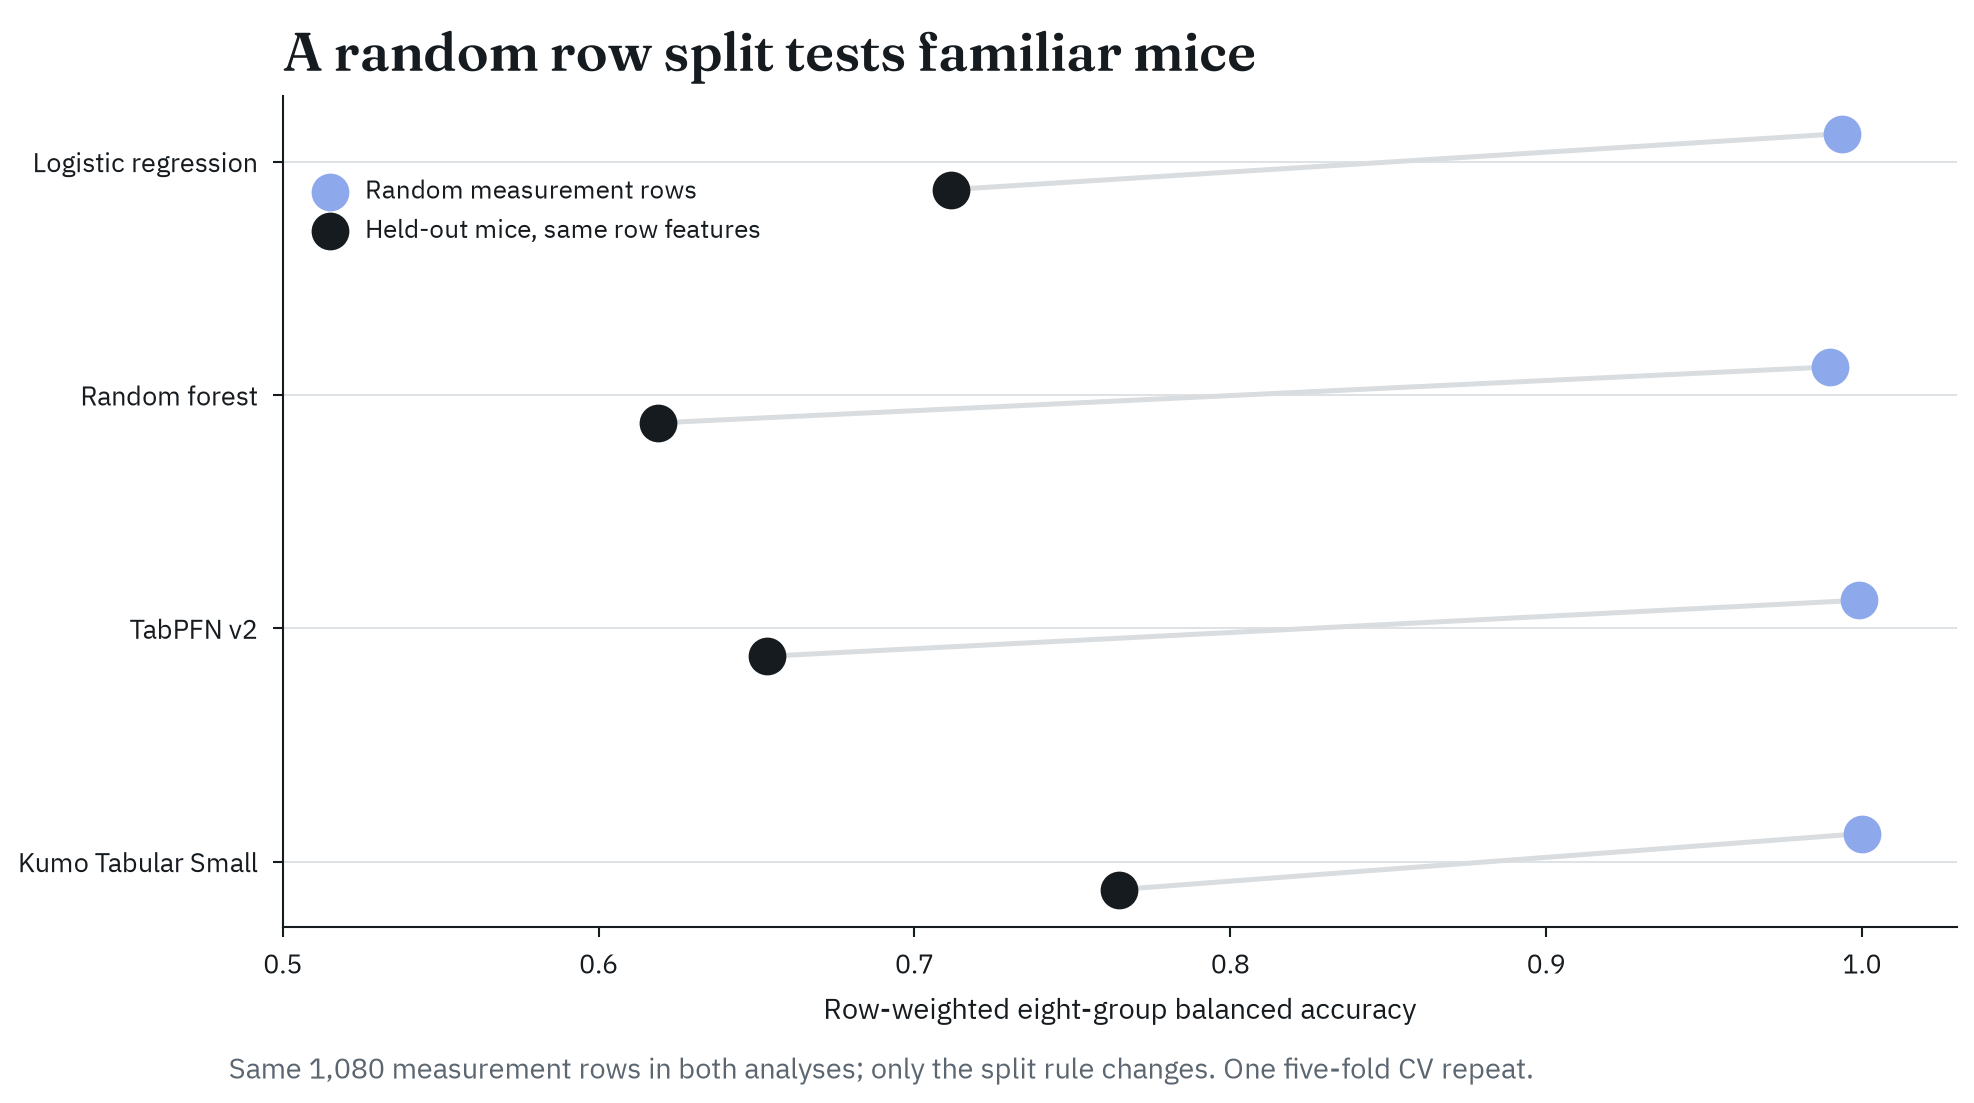 A random row split tests familiar mice
Logistic regression
Random measurement rows
Held-out mice, same row features
Random forest
TabPFN v2
Kumo Tabular Small
0.5 0.6 0.7 0.8 0.9 1.0
Row-weighted eight-group balanced accuracy
Same 1,080 measurement rows in both analyses; only the split rule changes. One five-fold CV repeat.